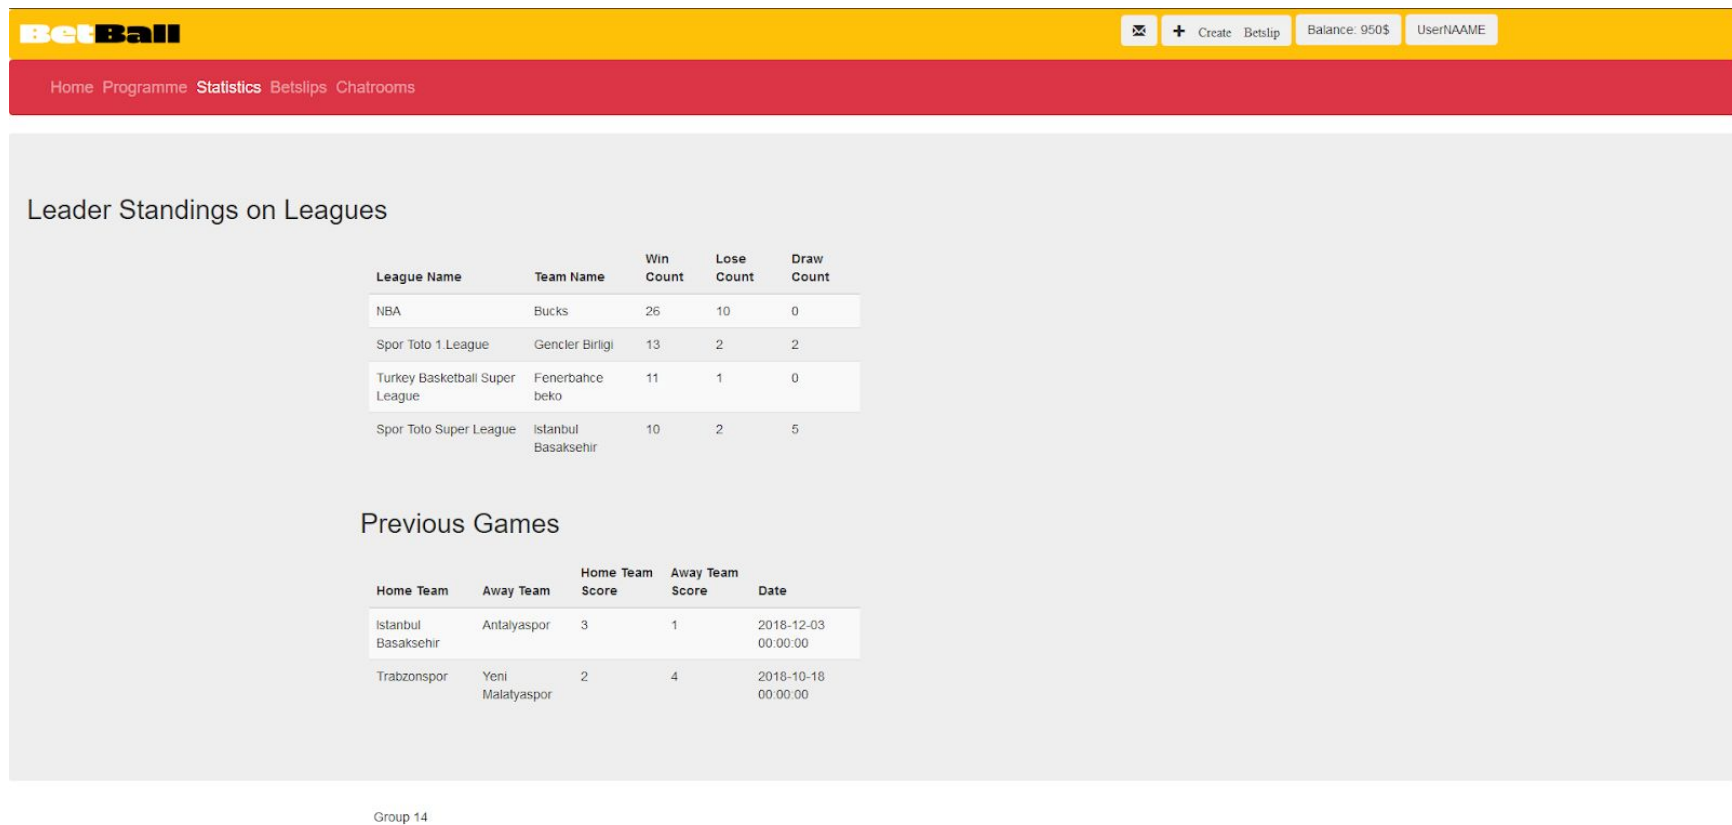 BetBall
Create Betslip
Balance: 950$
UserNAAME
Home Programme Statistics Betslips Chatrooms
Leader Standings on Leagues
League Name Team Name Win Count Lose Count Draw Count
NBA Bucks 26 10 0
Spor Toto 1.League Gencler Birligi 13 2 2
Turkey Basketball Super League Fenerbahce beko 11 1 0
Spor Toto Super League Istanbul Basaksehir 10 2 5
Previous Games
Home Team Away Team Home Team Score Away Team Score Date
Istanbul Basaksehir Antalyaspor 3 1 2018-12-03 00:00:00
Trabzonspor Yeni Malatyaspor 2 4 2018-10-18 00:00:00
Group 14